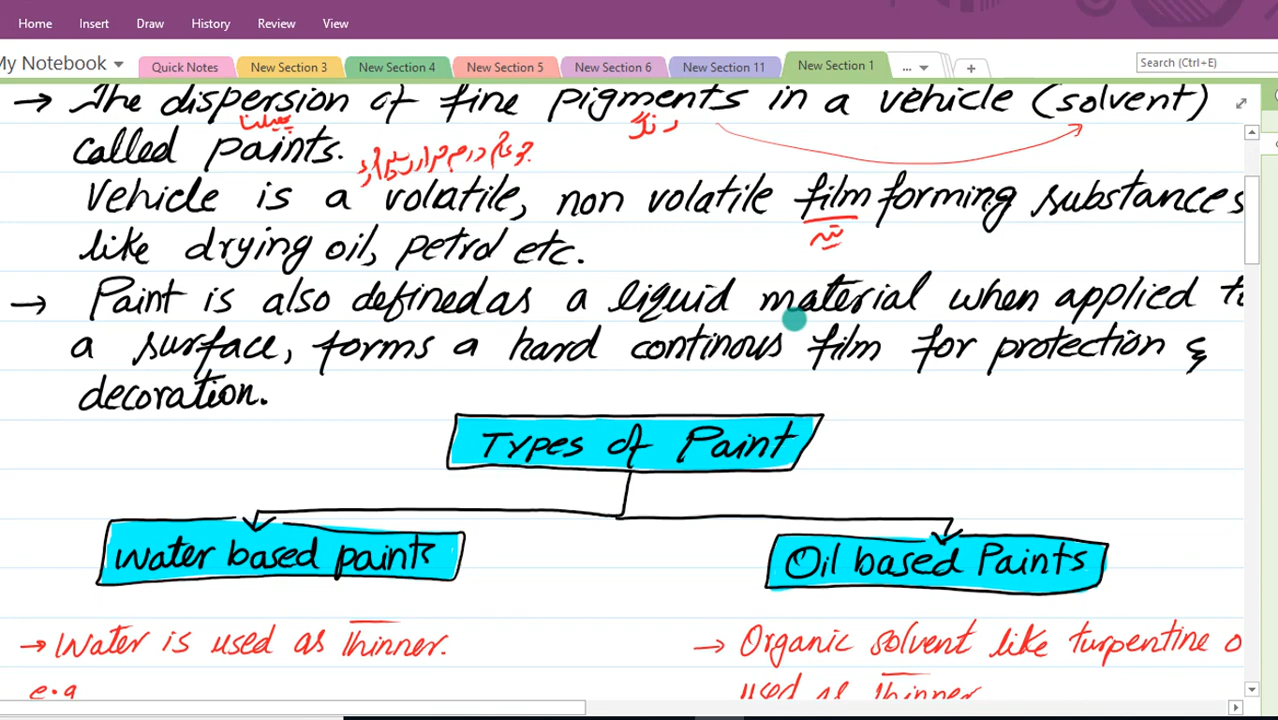 Home Insert Draw History Review View
My Notebook Quick Notes New Section 3 New Section 4 New Section 5 New Section 6 New Section 11 New Section 1 ... + Search (Ctrl+E)
→ The dispersion of fine pigments in a vehicle (solvent)
پھیلنا رنگ
called paints.
Vehicle is a volatile, non volatile film forming substances
تہہ
like drying oil, petrol etc.
→ Paint is also defined as a liquid material when applied t
a surface, forms a hard continous film for protection &
decoration.
Types of Paint
Water based paints Oil based Paints
→ Water is used as thinner. → Organic solvent like turpentine o
e.g used as thinner